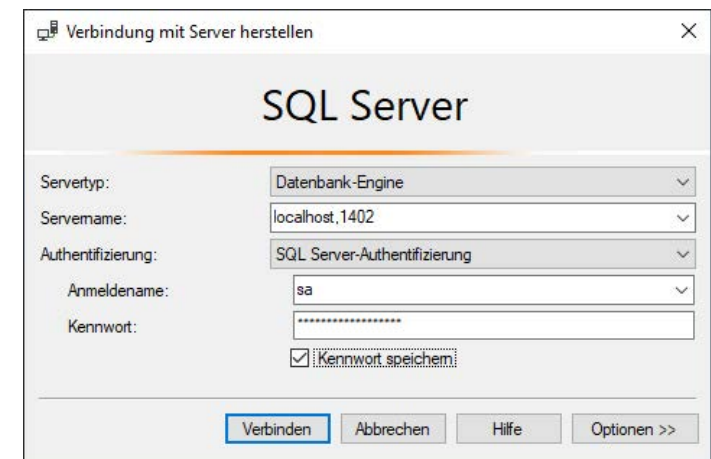 Verbindung mit Server herstellen
SQL Server
Servertyp: Datenbank-Engine
Servername: localhost,1402
Authentifizierung: SQL Server-Authentifizierung
Anmeldename: sa
Kennwort: ******************
Kennwort speichern
Verbinden Abbrechen Hilfe Optionen >>